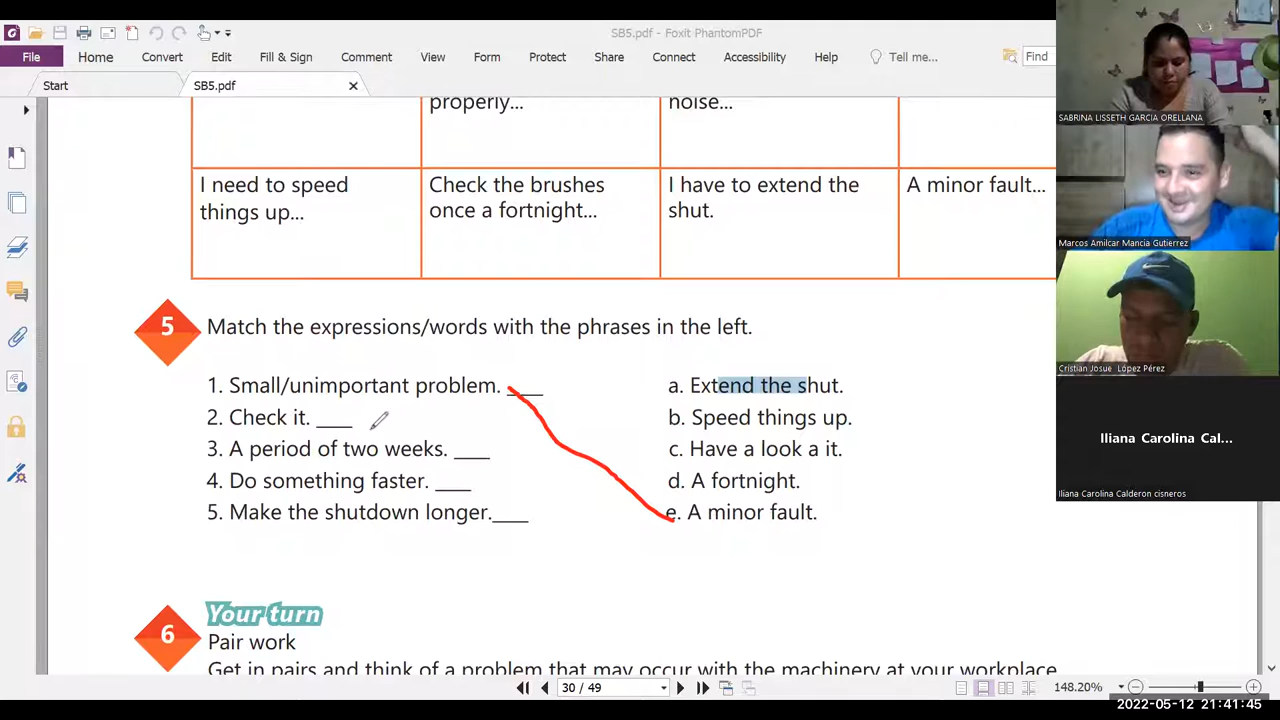 SB5.pdf - Foxit PhantomPDF
File Home Convert Fill & Sign Comment View Form Protect Share Connect Accessibility Help Tell me... Find
Start SB5.pdf
properly... noise...
I need to speed things up...
Check the brushes once a fortnight...
I have to extend the shut.
A minor fault...
5 Match the expressions/words with the phrases in the left.
1. Small/unimportant problem. ____ a. Extend the shut.
2. Check it. ____ b. Speed things up.
3. A period of two weeks. ____ c. Have a look a it.
4. Do something faster. ____ d. A fortnight.
5. Make the shutdown longer.____ e. A minor fault.
6 Your turn
Pair work
Get in pairs and think of a problem that may occur with the machinery at your workplace
30 / 49
148.20%
SABRINA LISSETH GARCIA ORELLANA
Marcos Amilcar Mancia Gutierrez
Cristian Josue López Pérez
Iliana Carolina Cal...
Iliana Carolina Calderon cisneros
2022-05-12 21:41:45